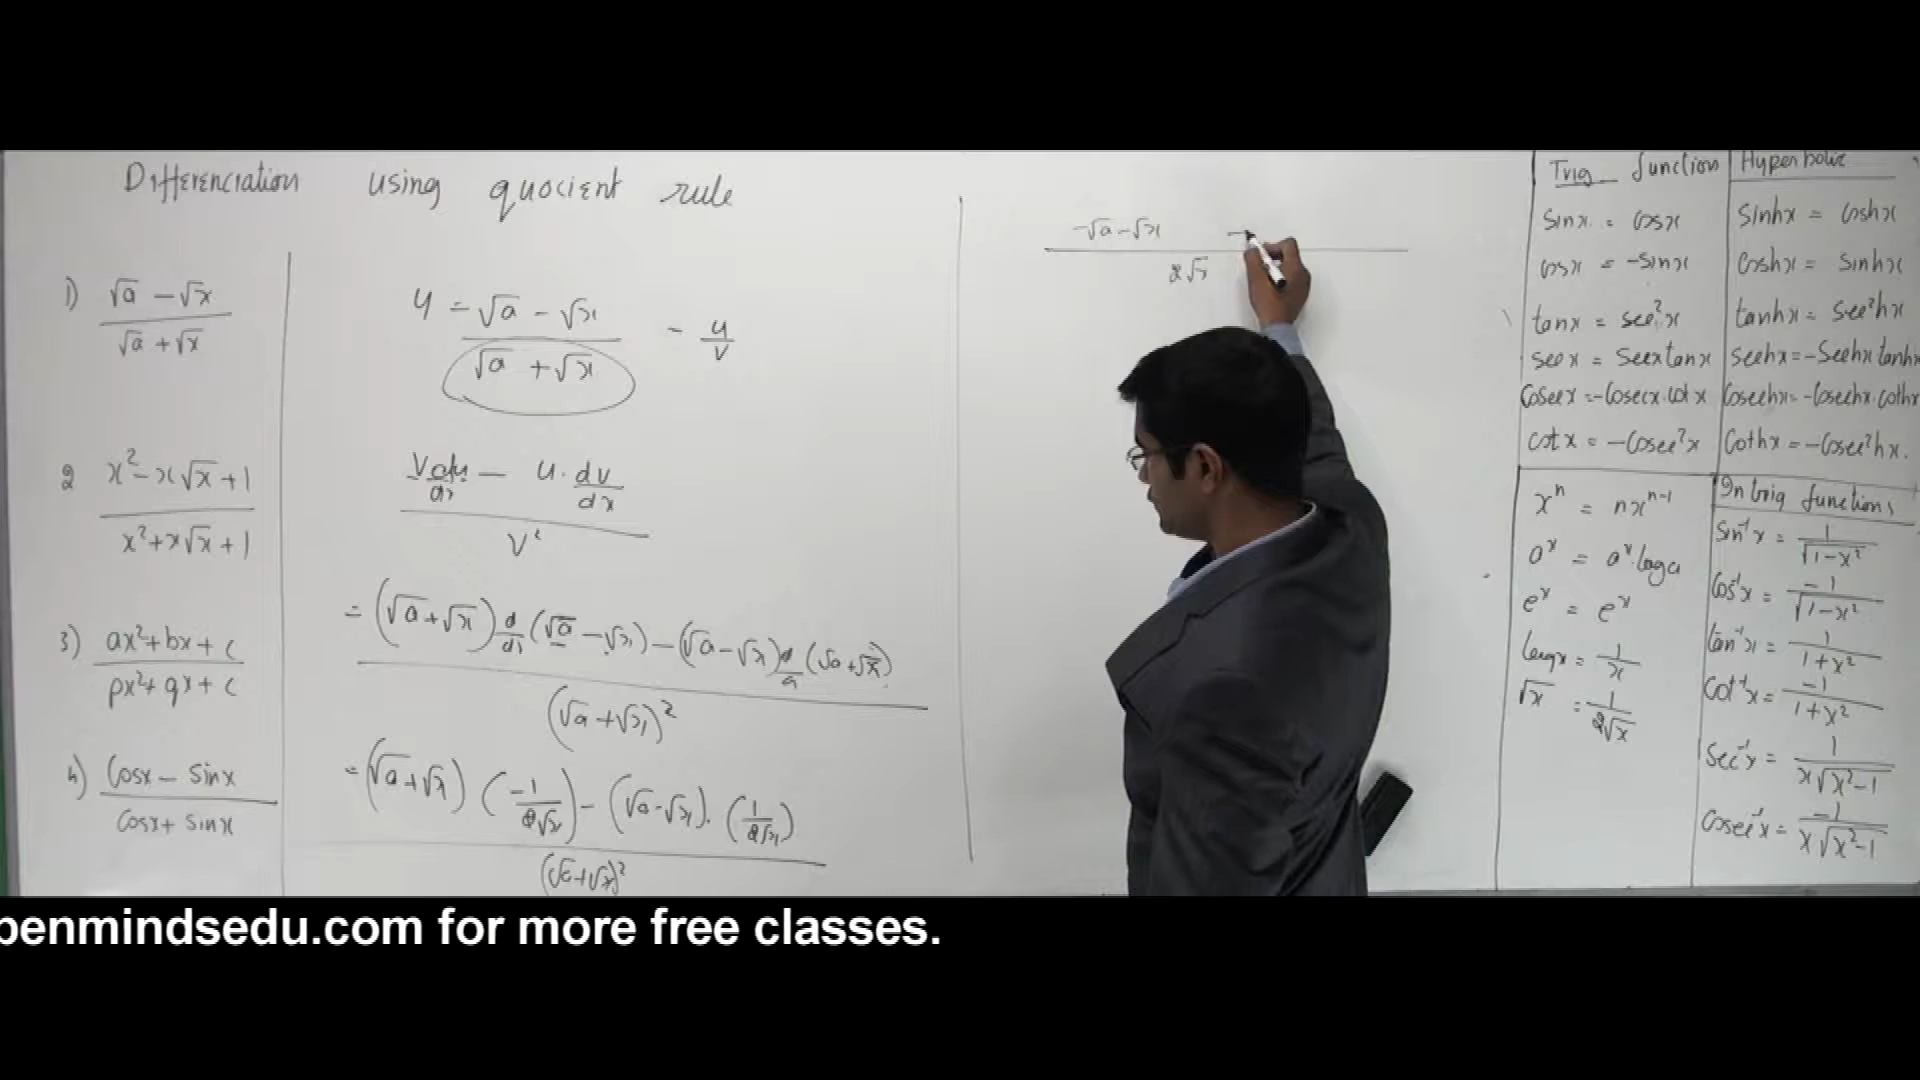 Differenciation using quocient rule
1) √a - √x / √a + √x
2 x² - x√x + 1 / x² + x√x + 1
3) ax² + bx + c / px² + qx + c
4) Cosx - Sinx / Cosx + Sinx
y = √a - √x / √a + √x - u/v
V du/dx - u. dv/dx / V²
= (√a + √x) d/dx (√a - √x) - (√a - √x) d/d (√a + √x) / (√a + √x)²
= (√a + √x) (-1/2√x) - (√a - √x). (1/2√x) / (√a + √x)²
-√a - √x - / 2√x
Trig function
Sinx = cosx
cosx = -sinx
tanx = sec²x
secx = secxtanx
Cosecx = -Cosecx.cotx
cotx = -Cosec²x
Hyperbolic
Sinhx = Coshx
Coshx = Sinhx
tanhx = Sec²hx
Sechx = -Sechx tanhx
Cosechx = -Cosechx.Cothx
Cothx = -Cosec²hx.
xⁿ = nxⁿ⁻¹
aˣ = aˣ.loga
eˣ = eˣ
logx = 1/x
√x = 1/2√x
Intrig functions
Sin⁻¹x = 1/√1-x²
Cos⁻¹x = -1/√1-x²
tan⁻¹x = 1/1+x²
Cot⁻¹x = -1/1+x²
Sec⁻¹x = 1/x√x²-1
Cosec⁻¹x = -1/x√x²-1
penmindsedu.com for more free classes.